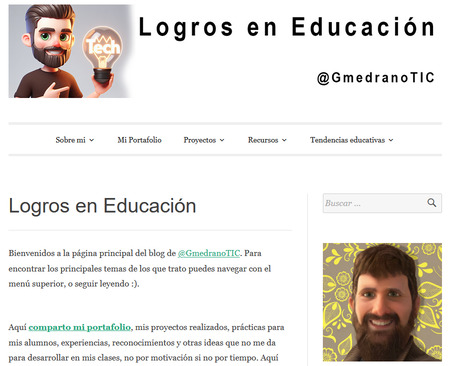 Tech
Logros en Educación
@GmedranoTIC
Sobre mi
Mi Portafolio
Proyectos
Recursos
Tendencias educativas
Logros en Educación
Buscar ...
Bienvenidos a la página principal del blog de @GmedranoTIC. Para
encontrar los principales temas de los que trato puedes navegar con el
menú superior, o seguir leyendo :).
Aquí comparto mi portafolio, mis proyectos realizados, prácticas para
mis alumnos, experiencias, reconocimientos y otras ideas que no me da
para desarrollar en mis clases, no por motivación si no por tiempo. Aquí